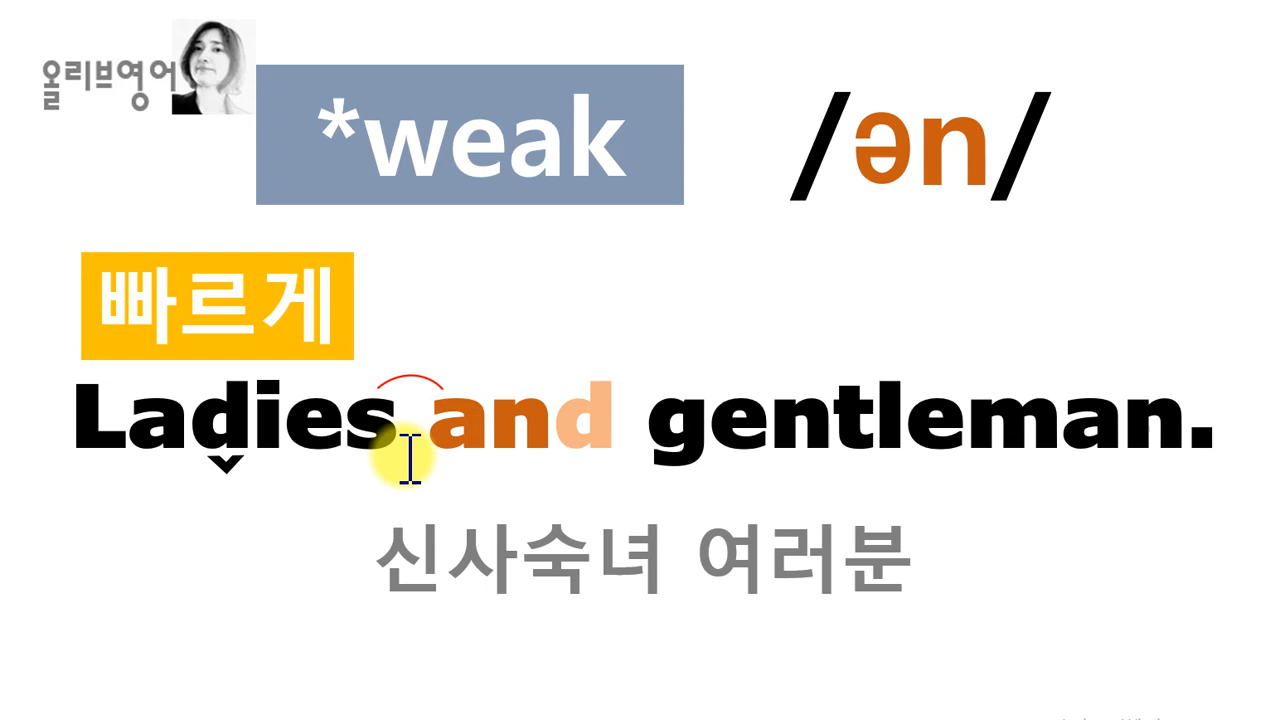 올리브영어
*weak /ən/
빠르게
Ladies and gentleman.
신사숙녀 여러분